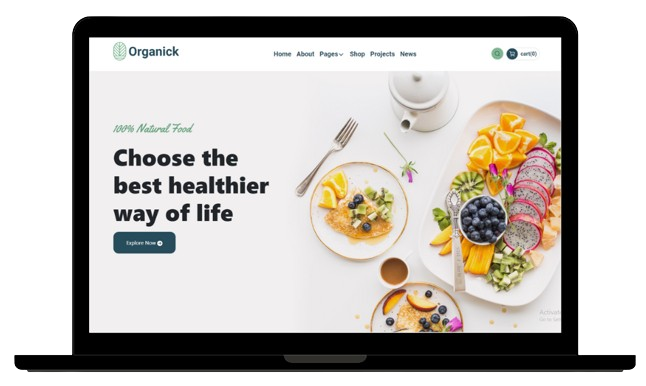 Organick
Home About Pages Shop Projects News
cart(0)
100% Natural Food
Choose the
best healthier
way of life
Explore Now